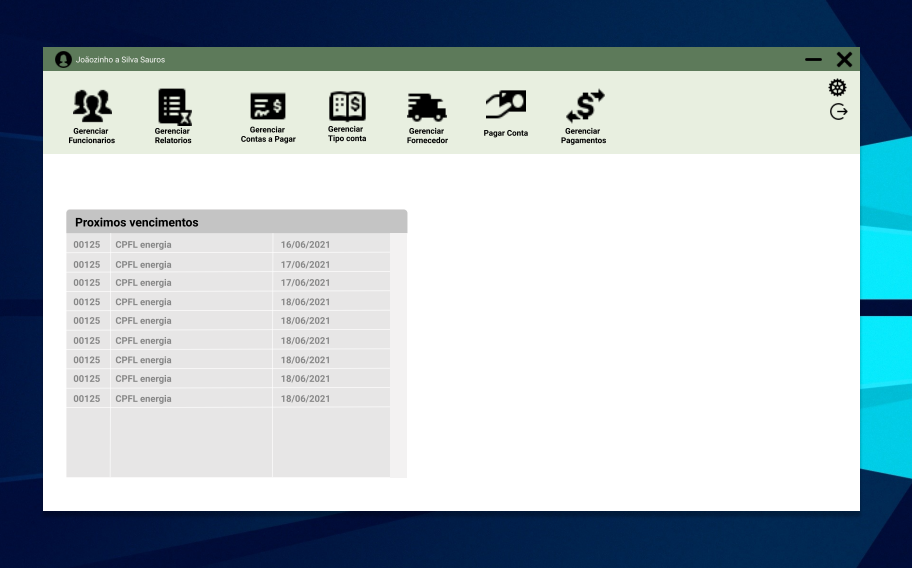 Joãozinho a Silva Sauros
Gerenciar
Funcionarios
Gerenciar
Relatorios
Gerenciar
Contas a Pagar
Gerenciar
Tipo conta
Gerenciar
Fornecedor
Pagar Conta
Gerenciar
Pagamentos
Proximos vencimentos
00125 CPFL energia 16/06/2021
00125 CPFL energia 17/06/2021
00125 CPFL energia 17/06/2021
00125 CPFL energia 18/06/2021
00125 CPFL energia 18/06/2021
00125 CPFL energia 18/06/2021
00125 CPFL energia 18/06/2021
00125 CPFL energia 18/06/2021
00125 CPFL energia 18/06/2021